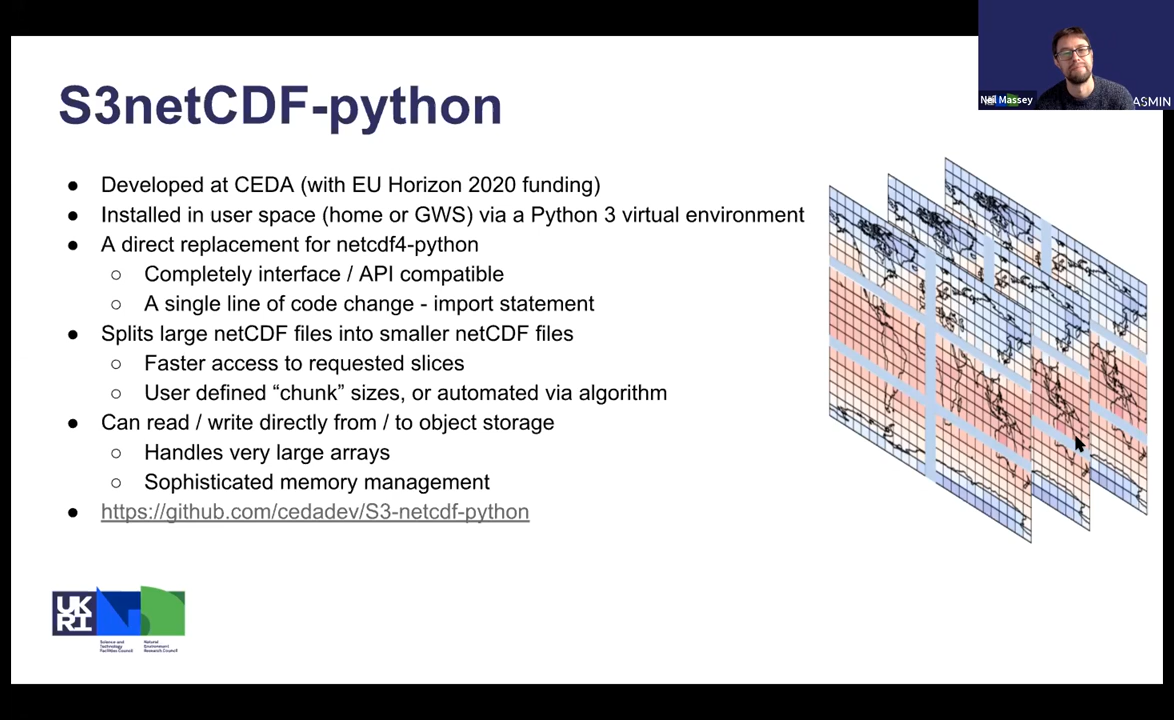 S3netCDF-python
● Developed at CEDA (with EU Horizon 2020 funding)
● Installed in user space (home or GWS) via a Python 3 virtual environment
● A direct replacement for netcdf4-python
○ Completely interface / API compatible
○ A single line of code change - import statement
● Splits large netCDF files into smaller netCDF files
○ Faster access to requested slices
○ User defined “chunk” sizes, or automated via algorithm
● Can read / write directly from / to object storage
○ Handles very large arrays
○ Sophisticated memory management
● https://github.com/cedadev/S3-netcdf-python
Neil Massey
ASMIN
UK
RI
Science and
Technology
Facilities Council
Natural
Environment
Research Council